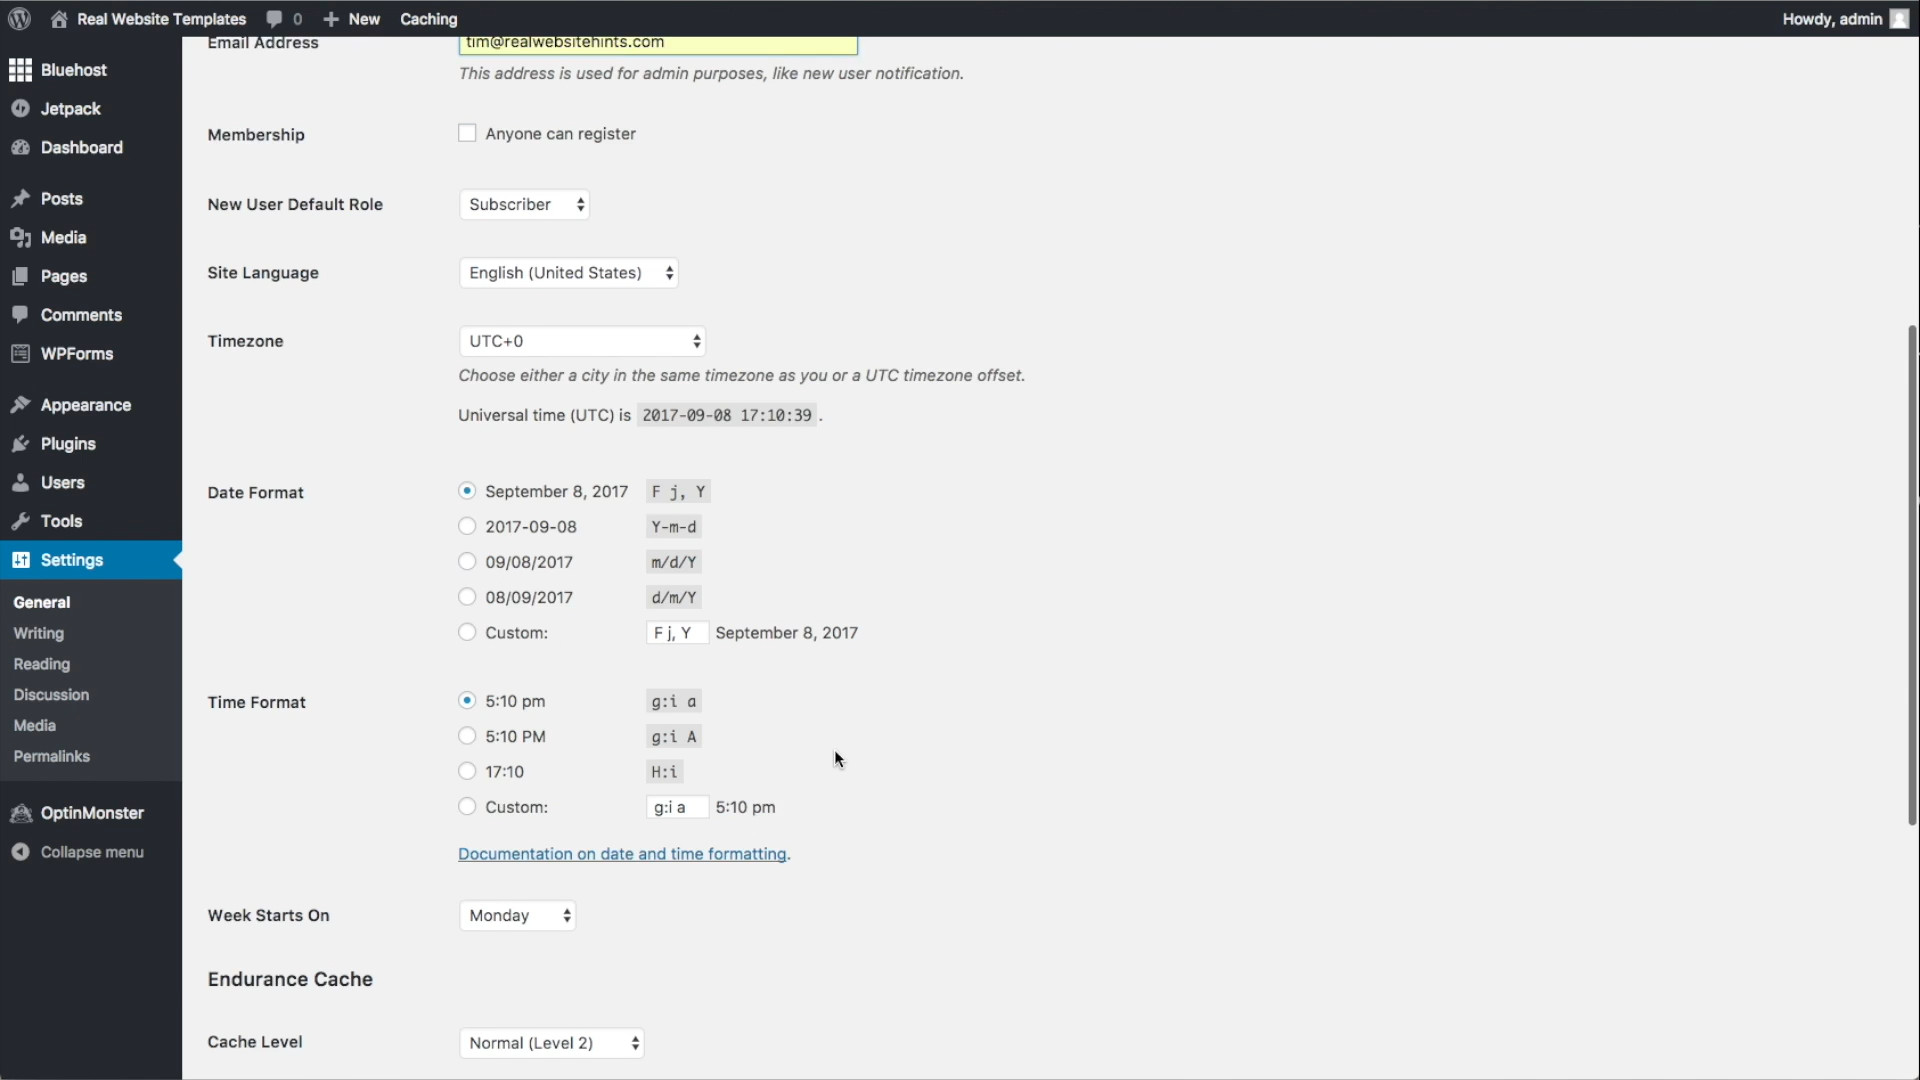 Real Website Templates 0 New Caching Howdy, admin
Bluehost
Jetpack
Dashboard
Posts
Media
Pages
Comments
WPForms
Appearance
Plugins
Users
Tools
Settings
General
Writing
Reading
Discussion
Media
Permalinks
OptinMonster
Collapse menu
Email Address tim@realwebsitehints.com
This address is used for admin purposes, like new user notification.
Membership Anyone can register
New User Default Role Subscriber
Site Language English (United States)
Timezone UTC+0
Choose either a city in the same timezone as you or a UTC timezone offset.
Universal time (UTC) is 2017-09-08 17:10:39 .
Date Format September 8, 2017 F j, Y
2017-09-08 Y-m-d
09/08/2017 m/d/Y
08/09/2017 d/m/Y
Custom: F j, Y September 8, 2017
Time Format 5:10 pm g:i a
5:10 PM g:i A
17:10 H:i
Custom: g:i a 5:10 pm
Documentation on date and time formatting.
Week Starts On Monday
Endurance Cache
Cache Level Normal (Level 2)